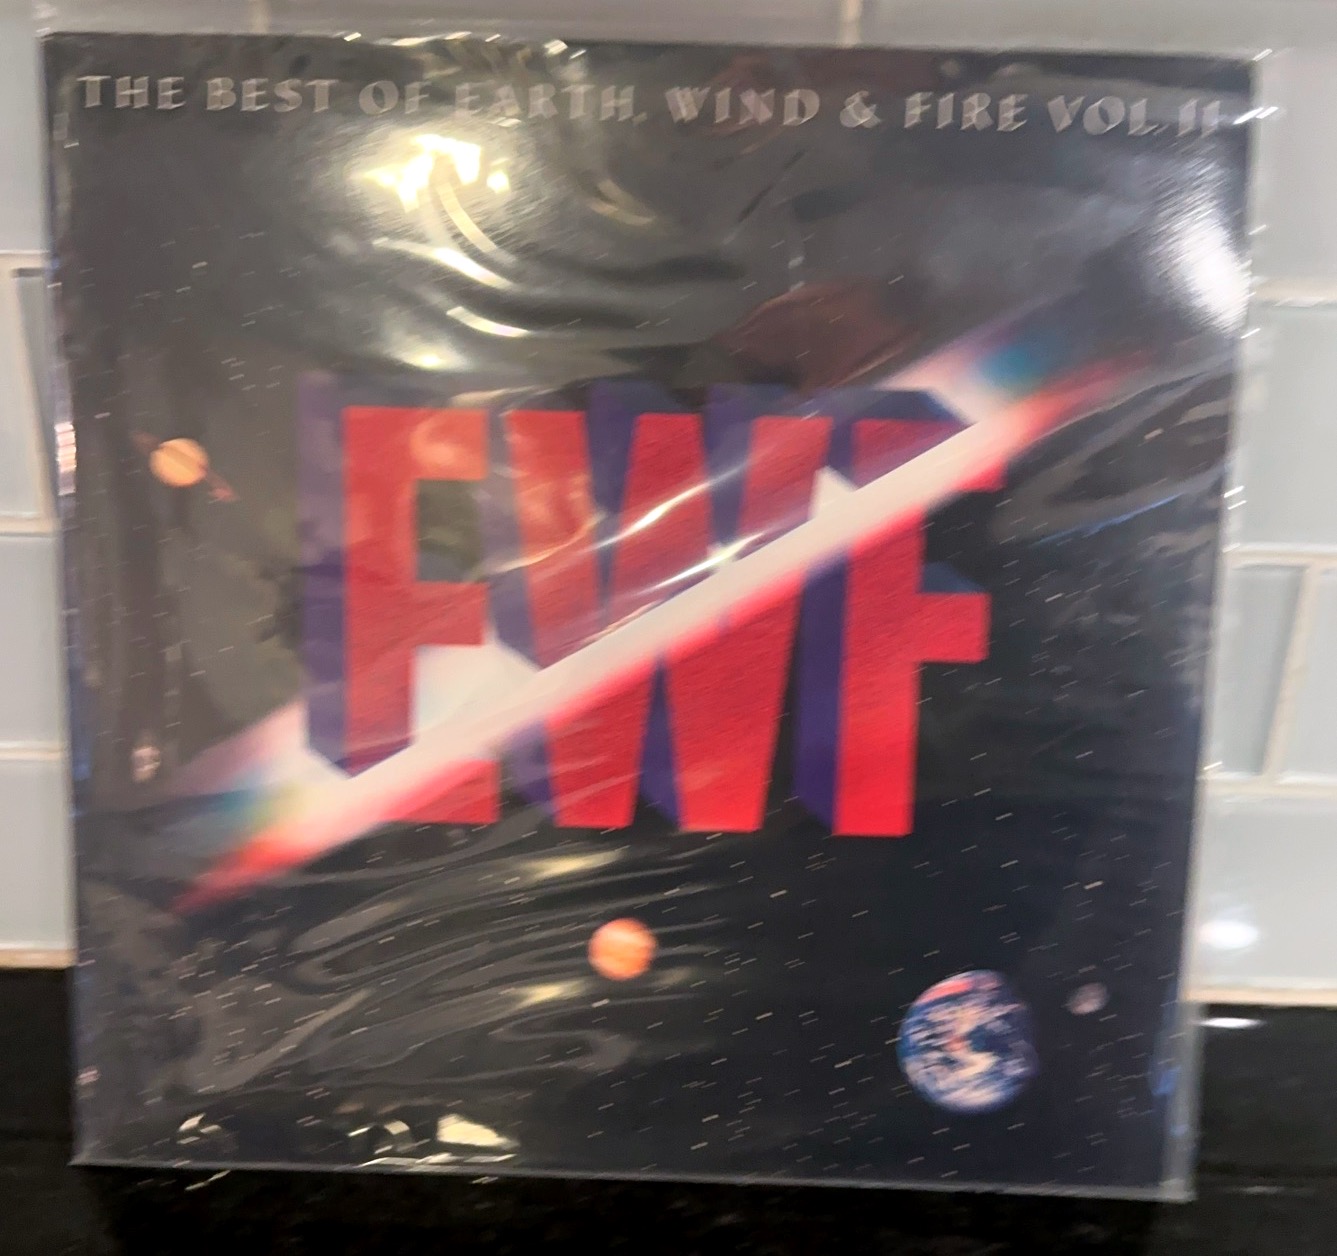 THE BEST OF EARTH, WIND & FIRE VOL. II
EWF